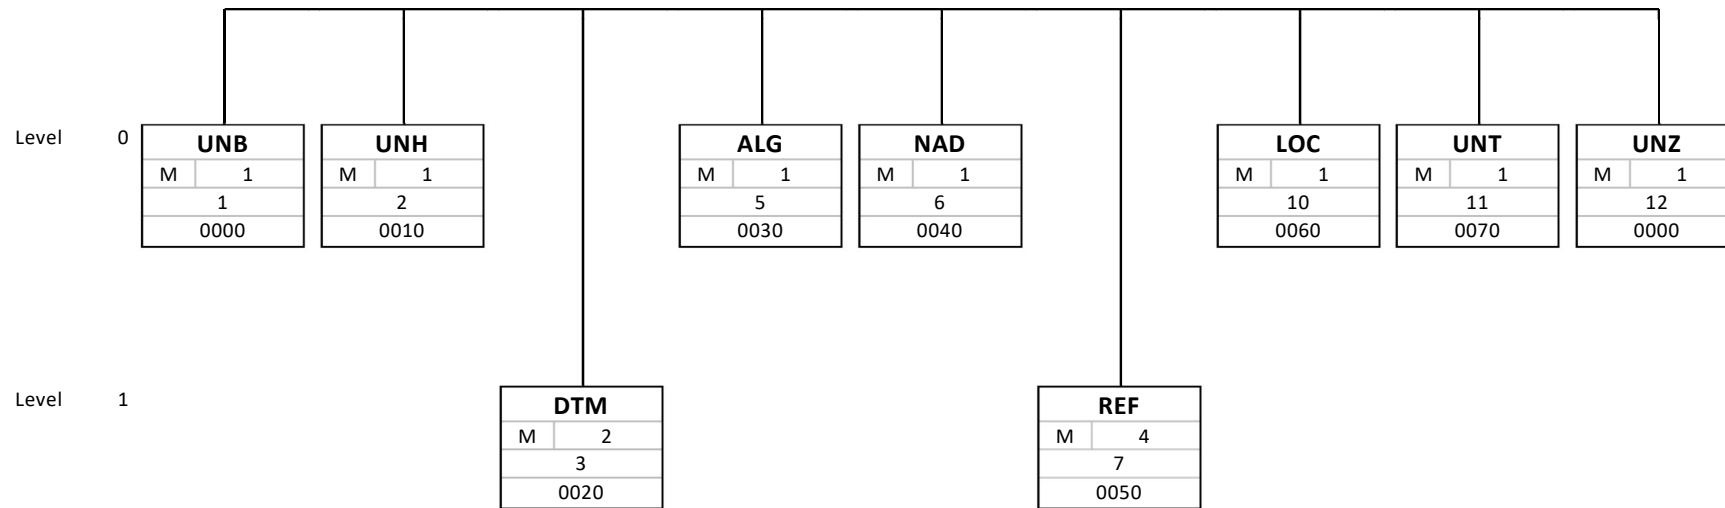 Level 0 UNB UNH ALG NAD LOC UNT UNZ
M 1 M 1 M 1 M 1 M 1 M 1 M 1
1 2 5 6 10 11 12
0000 0010 0030 0040 0060 0070 0000
Level 1 DTM REF
M 2 M 4
3 7
0020 0050